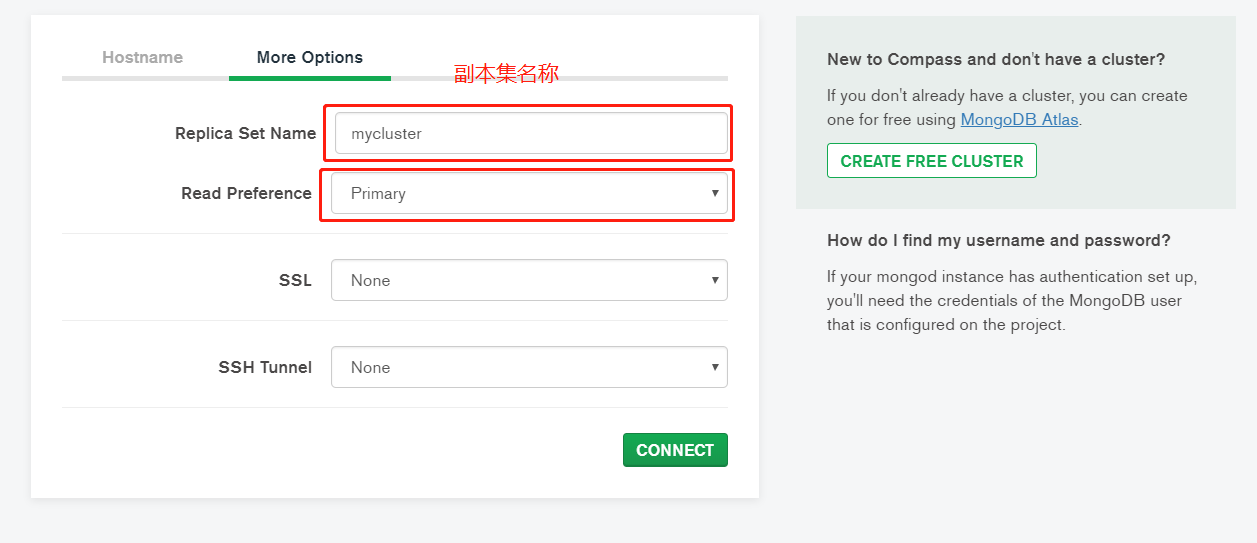 Hostname
More Options
副本集名称
Replica Set Name
mycluster
Read Preference
Primary
SSL
None
SSH Tunnel
None
CONNECT
New to Compass and don't have a cluster?
If you don't already have a cluster, you can create
one for free using MongoDB Atlas.
CREATE FREE CLUSTER
How do I find my username and password?
If your mongod instance has authentication set up,
you'll need the credentials of the MongoDB user
that is configured on the project.